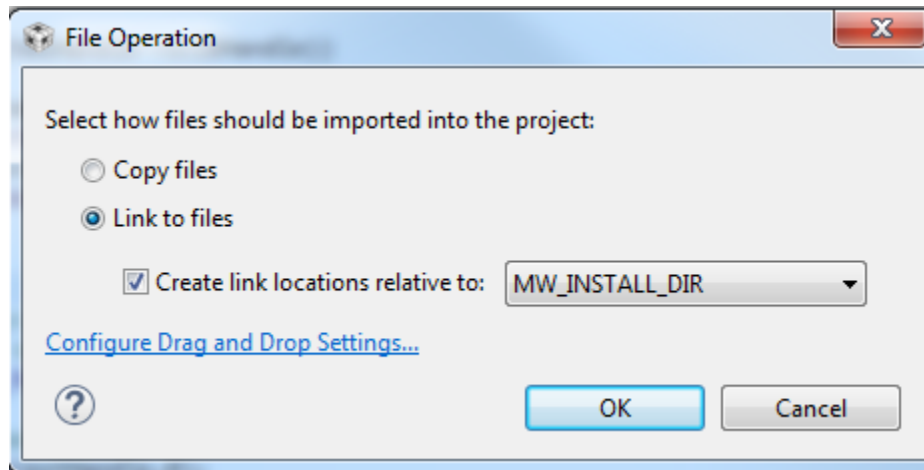 File Operation
Select how files should be imported into the project:
Copy files
Link to files
Create link locations relative to: MW_INSTALL_DIR
Configure Drag and Drop Settings...
? OK Cancel